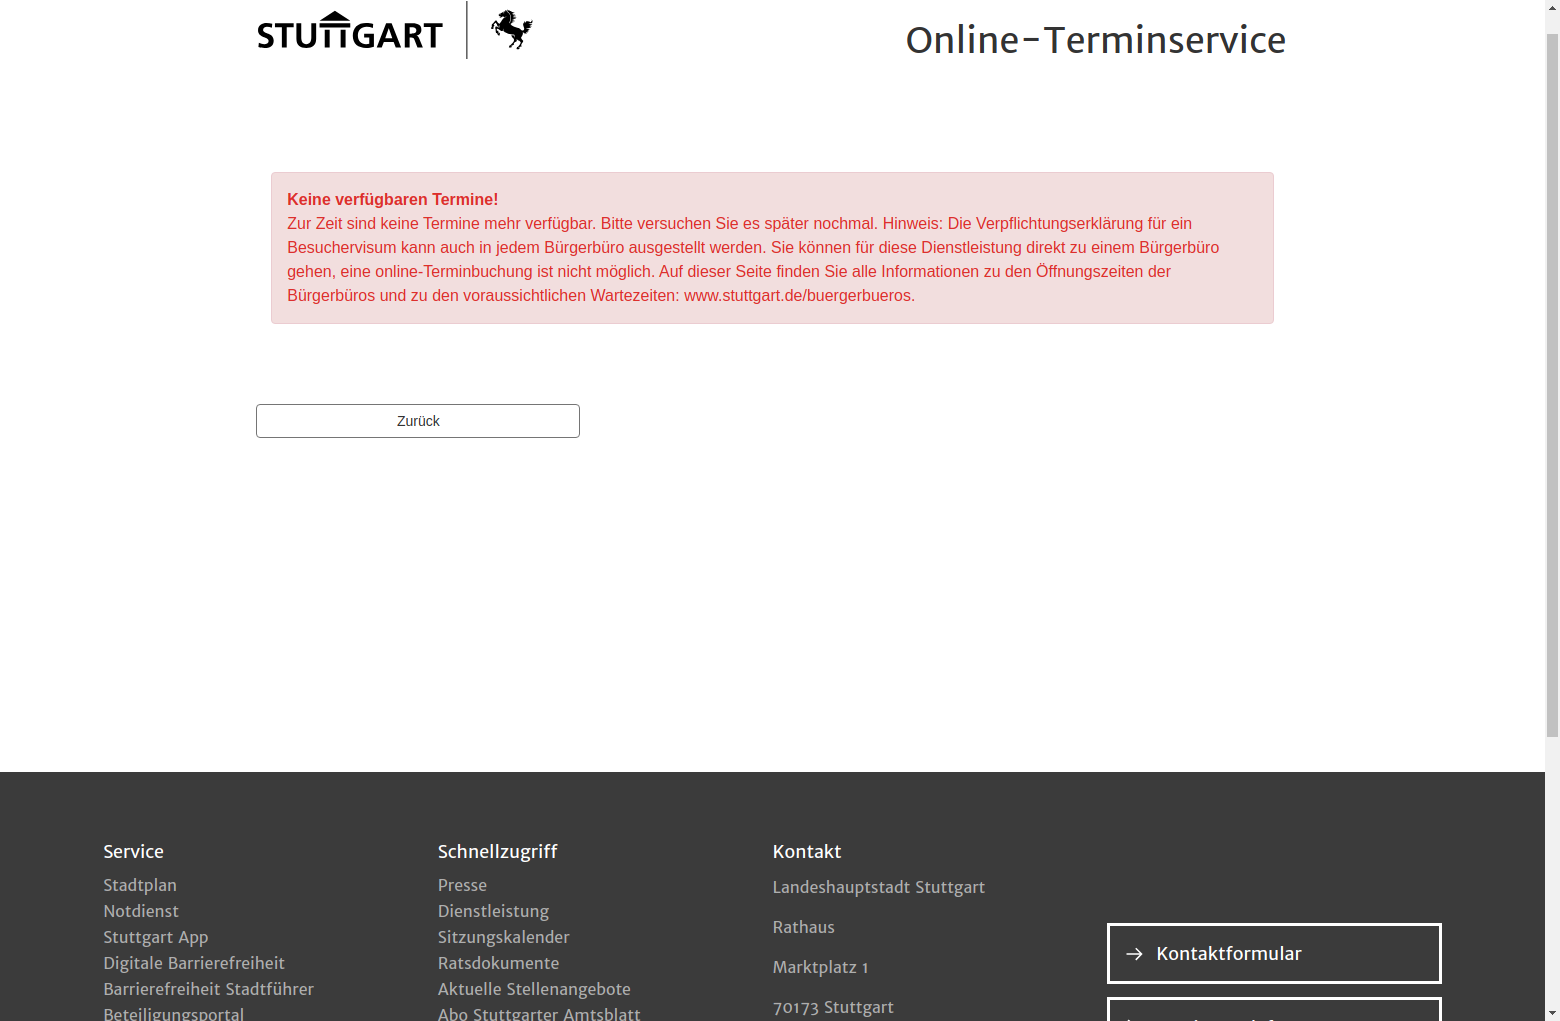 STUTTGART
Online-Terminservice
Keine verfügbaren Termine!
Zur Zeit sind keine Termine mehr verfügbar. Bitte versuchen Sie es später nochmal. Hinweis: Die Verpflichtungserklärung für ein
Besuchervisum kann auch in jedem Bürgerbüro ausgestellt werden. Sie können für diese Dienstleistung direkt zu einem Bürgerbüro
gehen, eine online-Terminbuchung ist nicht möglich. Auf dieser Seite finden Sie alle Informationen zu den Öffnungszeiten der
Bürgerbüros und zu den voraussichtlichen Wartezeiten: www.stuttgart.de/buergerbueros.
Zurück
Service
Stadtplan
Notdienst
Stuttgart App
Digitale Barrierefreiheit
Barrierefreiheit Stadtführer
Beteiligungsportal
Schnellzugriff
Presse
Dienstleistung
Sitzungskalender
Ratsdokumente
Aktuelle Stellenangebote
Abo Stuttgarter Amtsblatt
Kontakt
Landeshauptstadt Stuttgart
Rathaus
Marktplatz 1
70173 Stuttgart
Kontaktformular